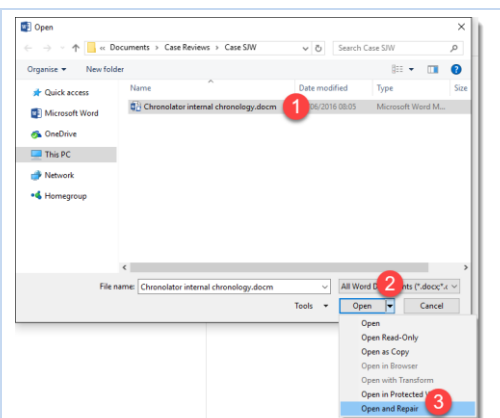 Open
« Documents > Case Reviews > Case SJW
Search Case SJW
Organise
New folder
Name
Date modified
Type
Size
Quick access
Microsoft Word
OneDrive
This PC
Network
Homegroup
Chronolator internal chronology.docm
1
06/2016 08:05
Microsoft Word M...
File name:
Chronolator internal chronology.docm
2
All Word
nts (*.docx;*.c
Tools
Open
Cancel
Open
Open Read-Only
Open as Copy
Open in Browser
Open with Transform
Open in Protected
3
Open and Repair